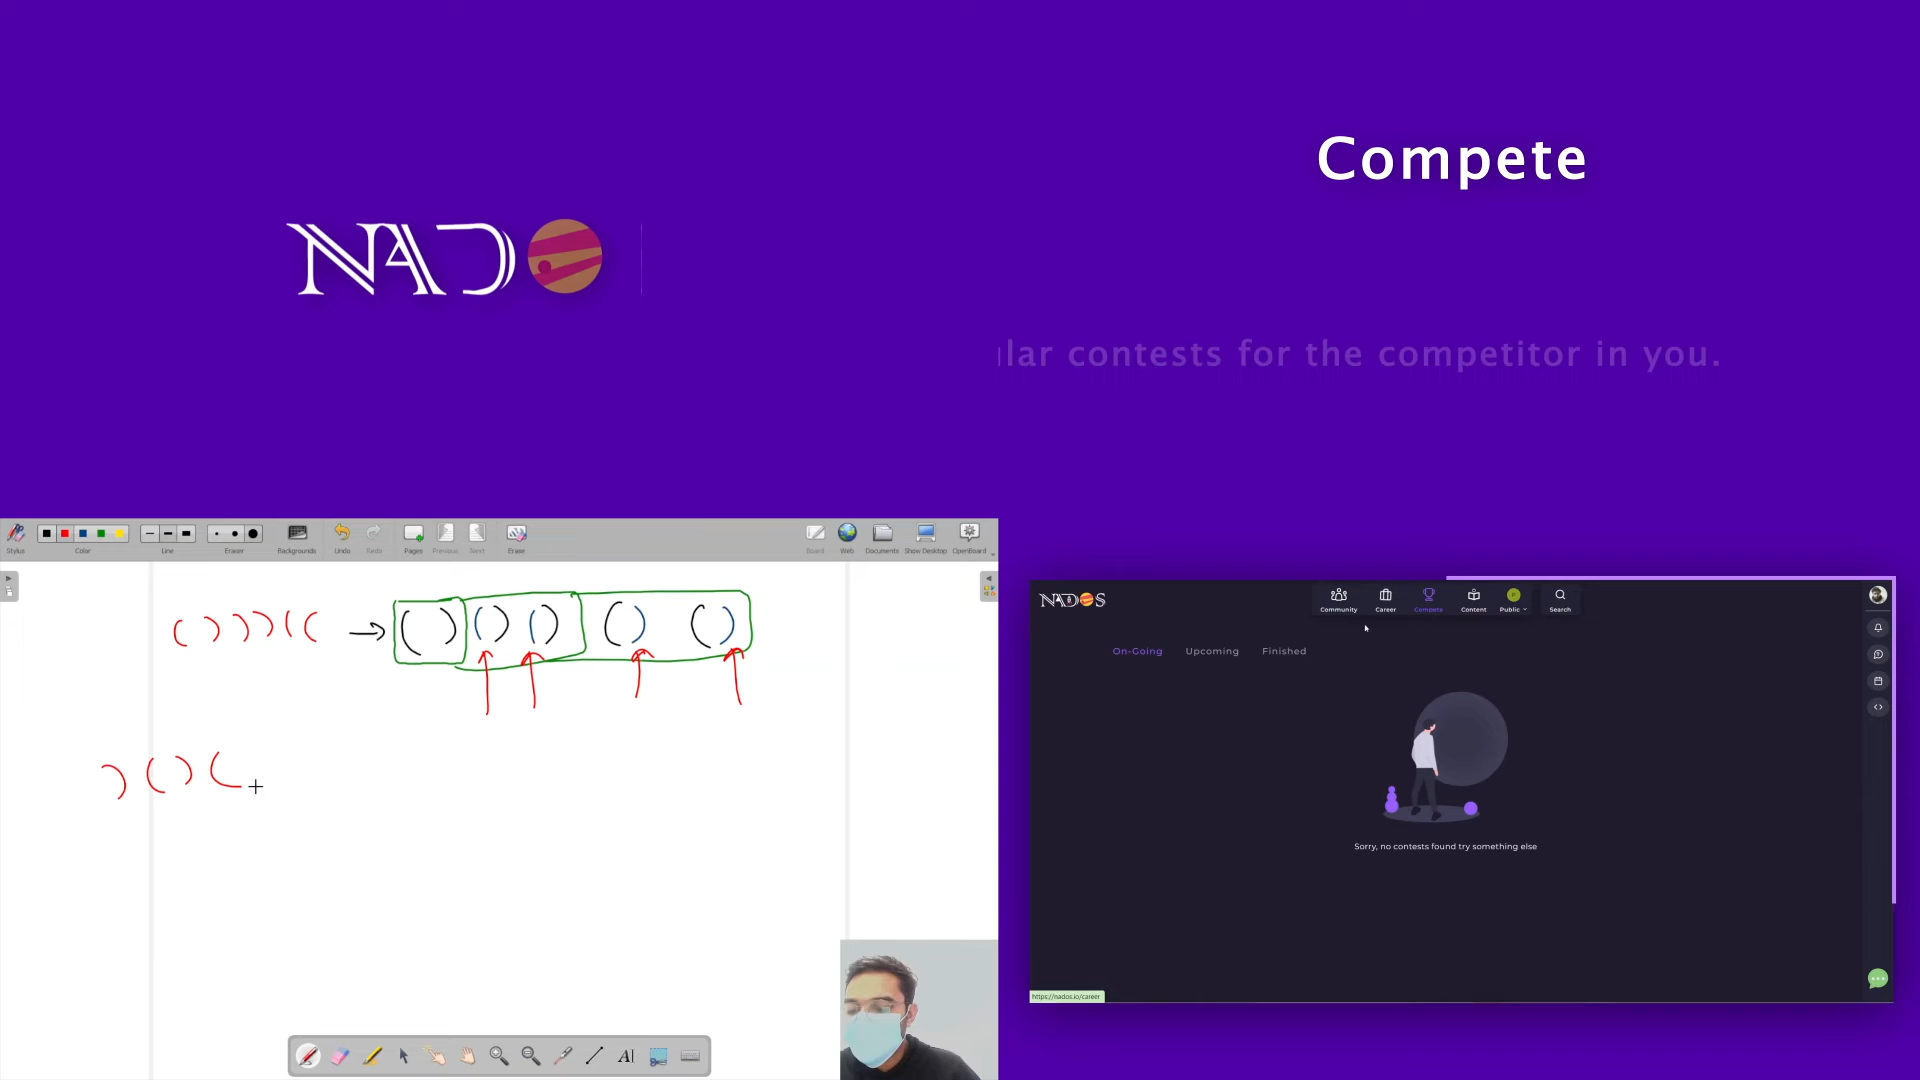 Compete
NADO
lar contests for the competitor in you.
Stylus Color Line Eraser Backgrounds Undo Redo Pages Previous Next Erase Board Web Documents Show Desktop OpenBoard
( ) ) ) ( ( → ( ) ( ) ( ) ( ) ( )
) ( ) (
A
NADOS Community Career Compete Content Public Search
On-Going Upcoming Finished
Sorry, no contests found try something else
https://nados.io/career